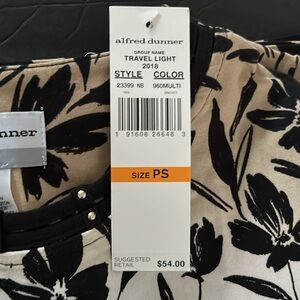 alfred dunner
GROUP NAME
TRAVEL LIGHT
2018
STYLE COLOR
23399 NB 960MULTI
1 91608 26648 3
SIZE PS
SUGGESTED
RETAIL $54.00
nner